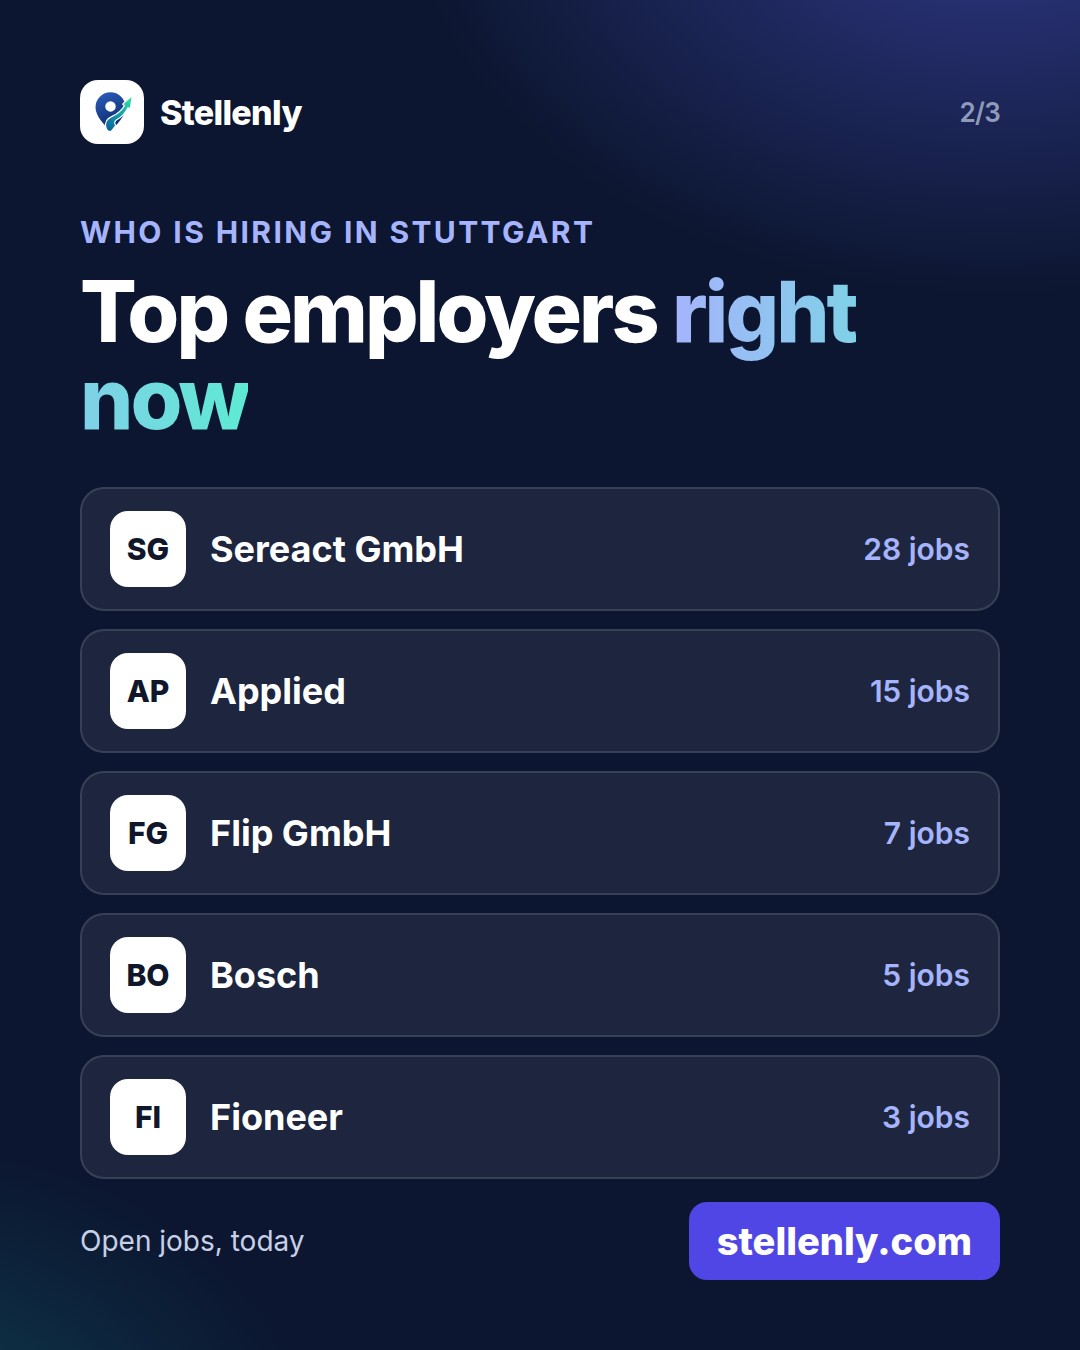 Stellenly
2/3
WHO IS HIRING IN STUTTGART
Top employers right
now
SG
Sereact GmbH
28 jobs
AP
Applied
15 jobs
FG
Flip GmbH
7 jobs
BO
Bosch
5 jobs
FI
Fioneer
3 jobs
Open jobs, today
stellenly.com